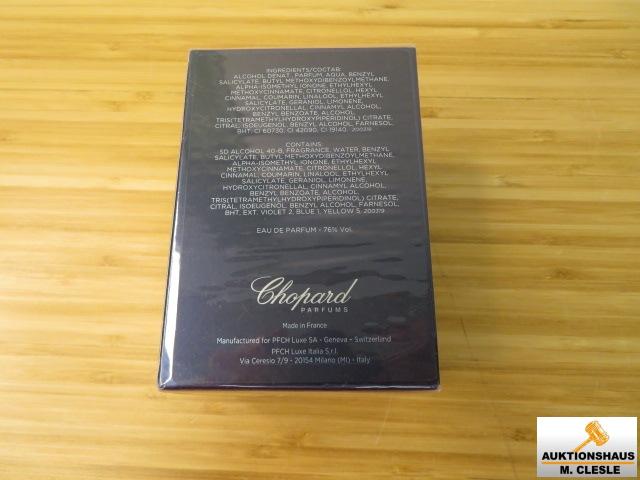 INGREDIENTS/COCTAB:
ALCOHOL DENAT., PARFUM, AQUA, BENZYL
SALICYLATE, BUTYL METHOXYDIBENZOYLMETHANE,
ALPHA-ISOMETHYL IONONE, ETHYLHEXYL
METHOXYCINNAMATE, CITRONELLOL, HEXYL
CINNAMAL, COUMARIN, LINALOOL, ETHYLHEXYL
SALICYLATE, GERANIOL, LIMONENE,
HYDROXYCITRONELLAL, CINNAMYL ALCOHOL,
BENZYL BENZOATE, ALCOHOL,
TRIS(TETRAMETHYLHYDROXYPIPERIDINOL) CITRATE,
CITRAL, ISOEUGENOL, BENZYL ALCOHOL, FARNESOL,
BHT, CI 60730, CI 42090, CI 19140. 200319
CONTAINS:
SD ALCOHOL 40-B, FRAGRANCE, WATER, BENZYL
SALICYLATE, BUTYL METHOXYDIBENZOYLMETHANE,
ALPHA-ISOMETHYL IONONE, ETHYLHEXYL
METHOXYCINNAMATE, CITRONELLOL, HEXYL
CINNAMAL, COUMARIN, LINALOOL, ETHYLHEXYL
SALICYLATE, GERANIOL, LIMONENE,
HYDROXYCITRONELLAL, CINNAMYL ALCOHOL,
BENZYL BENZOATE, ALCOHOL,
TRIS(TETRAMETHYLHYDROXYPIPERIDINOL) CITRATE,
CITRAL, ISOEUGENOL, BENZYL ALCOHOL, FARNESOL,
BHT, EXT. VIOLET 2, BLUE 1, YELLOW 5. 200319
EAU DE PARFUM - 76% Vol.
Chopard
PARFUMS
Made in France
Manufactured for PFCH Luxe SA - Geneva - Switzerland
PFCH Luxe Italia S.r.l.
Via Ceresio 7/9 - 20154 Milano (MI) - Italy
AUKTIONSHAUS
M. CLESLE